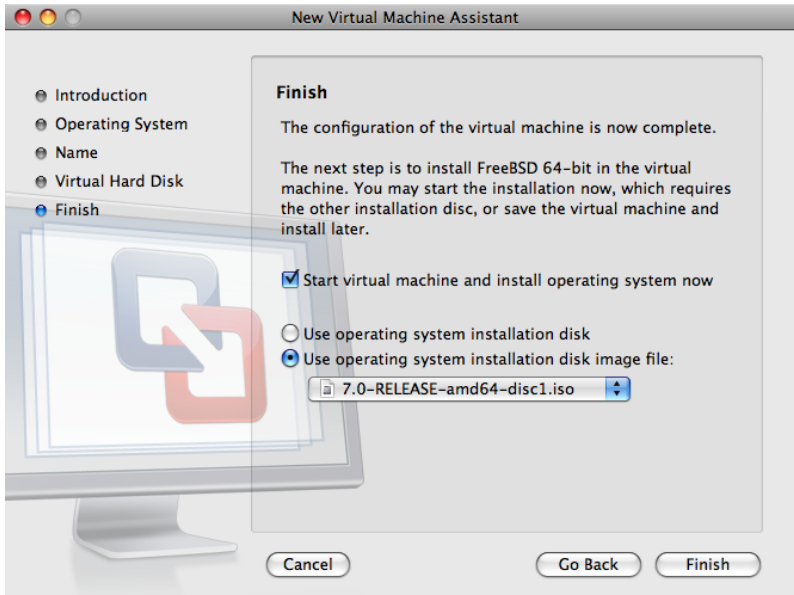 New Virtual Machine Assistant
Introduction
Operating System
Name
Virtual Hard Disk
Finish
Finish
The configuration of the virtual machine is now complete.
The next step is to install FreeBSD 64-bit in the virtual
machine. You may start the installation now, which requires
the other installation disc, or save the virtual machine and
install later.
Start virtual machine and install operating system now
Use operating system installation disk
Use operating system installation disk image file:
7.0-RELEASE-amd64-disc1.iso
Cancel
Go Back
Finish